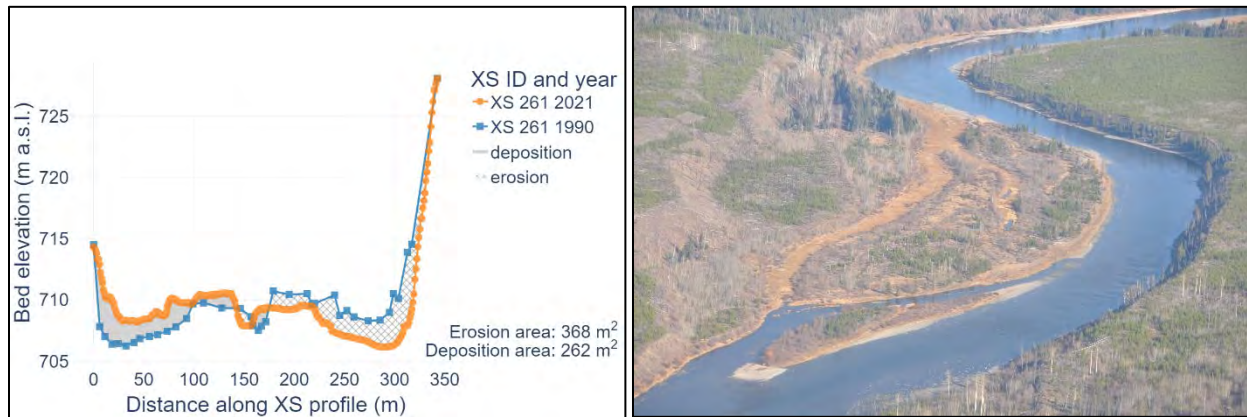 XS ID and year
XS 261 2021
XS 261 1990
deposition
erosion
Bed elevation (m a.s.l.)
725
720
715
710
705
Erosion area: 368 m²
Deposition area: 262 m²
0 50 100 150 200 250 300 350
Distance along XS profile (m)